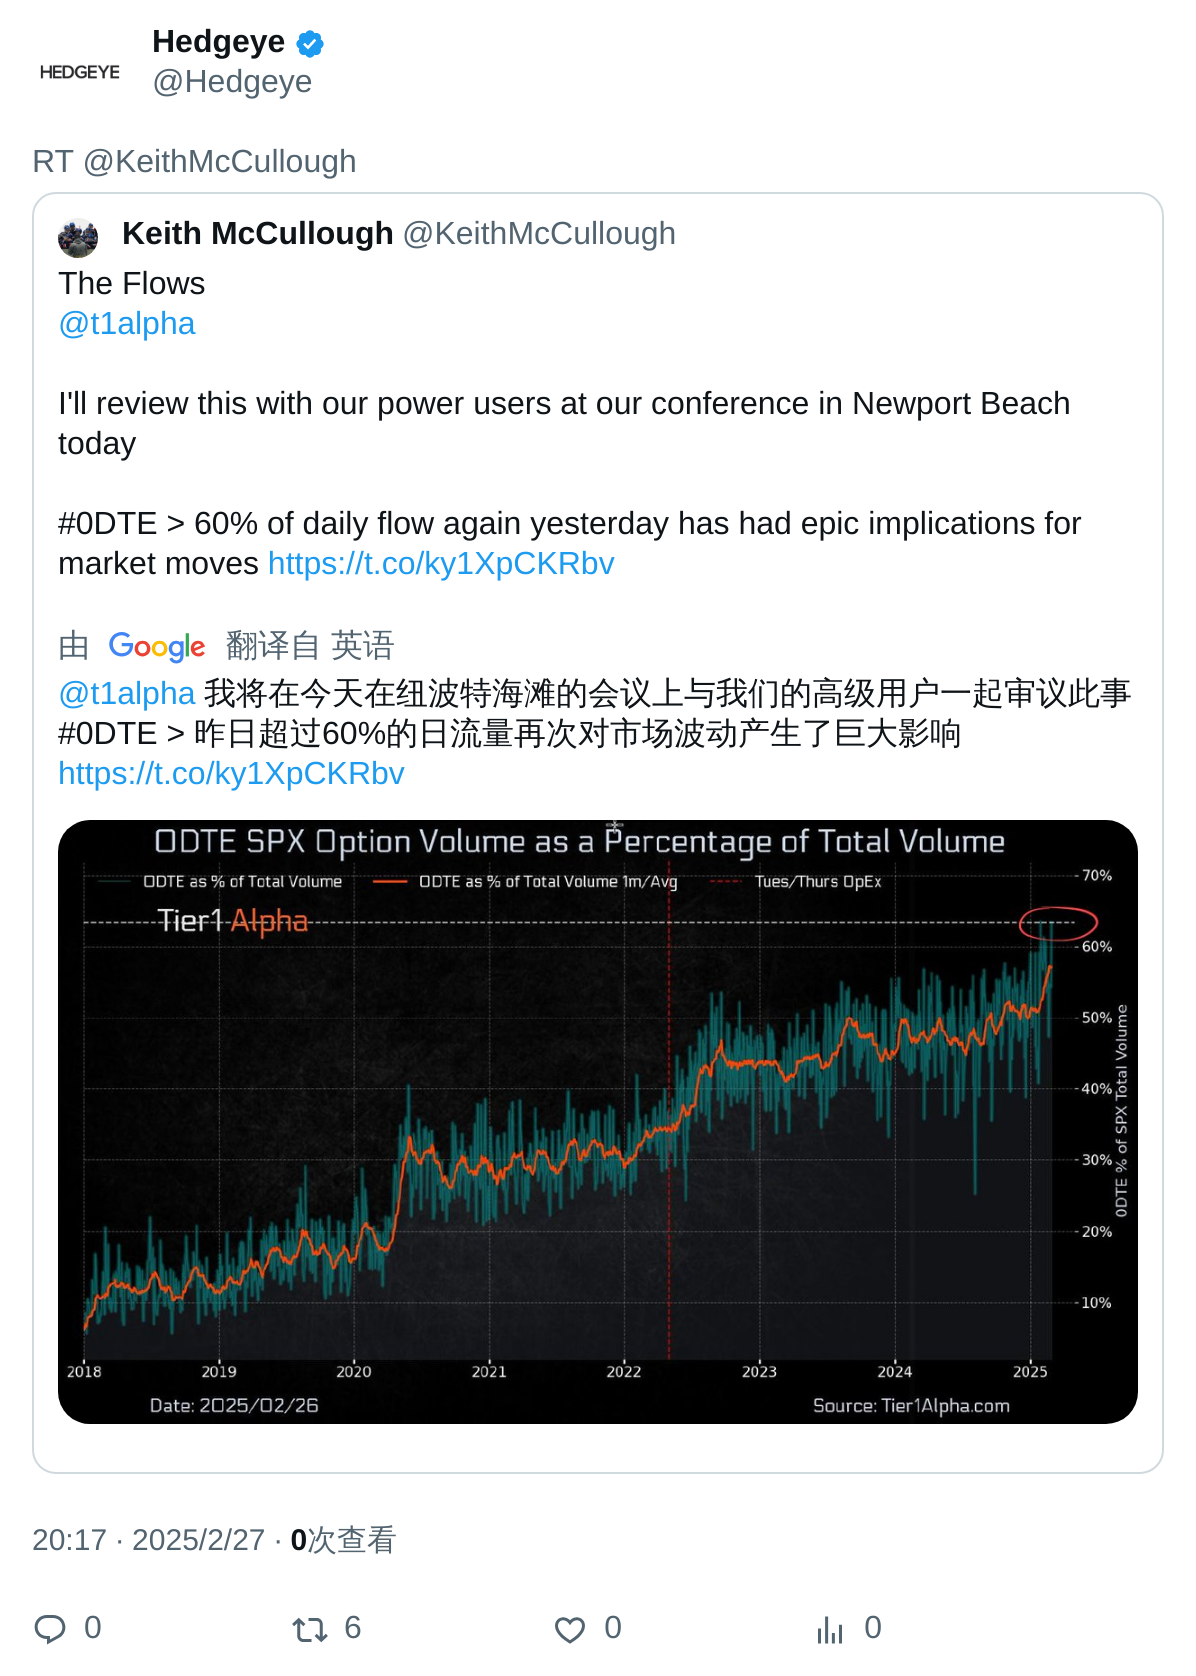 Hedgeye
HEDGEYE
@Hedgeye
RT @KeithMcCullough
Keith McCullough @KeithMcCullough
The Flows
@t1alpha
I'll review this with our power users at our conference in Newport Beach
today
#0DTE > 60% of daily flow again yesterday has had epic implications for
market moves https://t.co/ky1XpCKRbv
由 Google 翻译自 英语
@t1alpha 我将在今天在纽波特海滩的会议上与我们的高级用户一起审议此事
#0DTE > 昨日超过60%的日流量再次对市场波动产生了巨大影响
https://t.co/ky1XpCKRbv
0DTE SPX Option Volume as a Percentage of Total Volume
0DTE as % of Total Volume
0DTE as % of Total Volume 1m/Avg
Tues/Thurs OpEx
Tier1 Alpha
70%
60%
50%
40%
30%
20%
10%
0DTE % of SPX Total Volume
2018 2019 2020 2021 2022 2023 2024 2025
Date: 2025/02/26
Source: Tier1Alpha.com
20:17 · 2025/2/27 · 0次查看
0 6 0 0